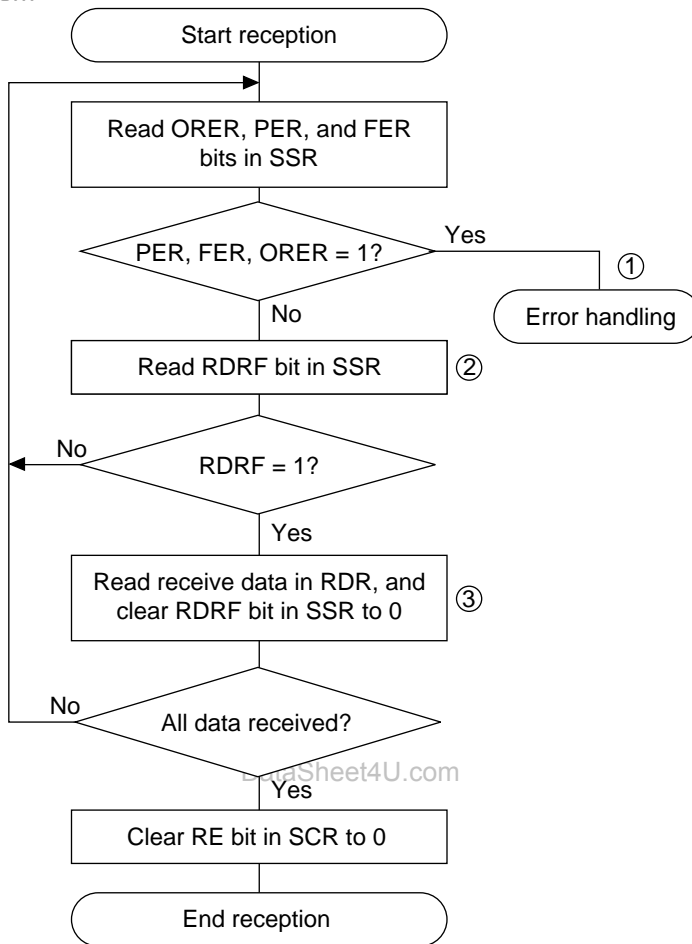 Start reception
Read ORER, PER, and FER
bits in SSR
PER, FER, ORER = 1?
Yes
①
Error handling
No
Read RDRF bit in SSR
②
No
RDRF = 1?
Yes
Read receive data in RDR, and
clear RDRF bit in SSR to 0
③
No
All data received?
DataSheet4U.com
Yes
Clear RE bit in SCR to 0
End reception